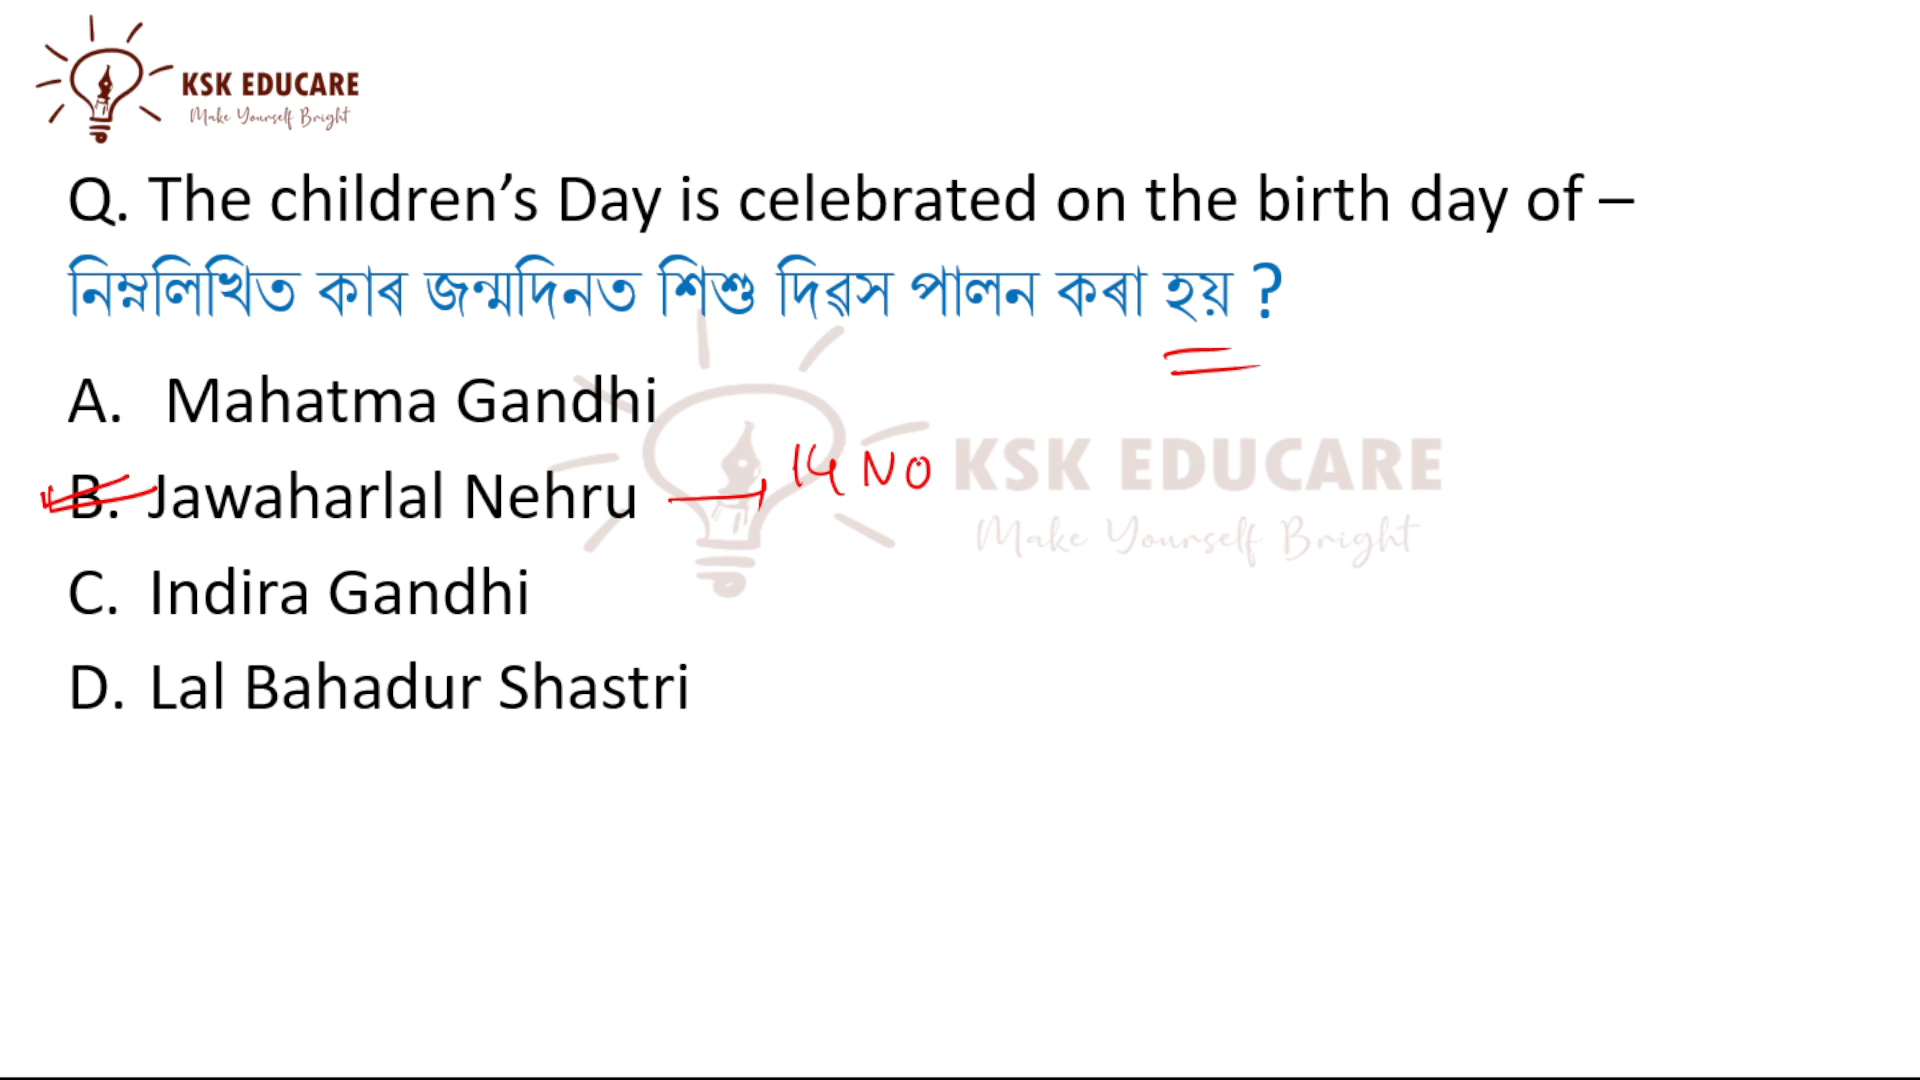 KSK EDUCARE
Make Yourself Bright
Q. The children’s Day is celebrated on the birth day of –
নিম্নলিখিত কাৰ জন্মদিনত শিশু দিৱস পালন কৰা হয় ?
A. Mahatma Gandhi
B. Jawaharlal Nehru
14 NO
C. Indira Gandhi
D. Lal Bahadur Shastri
KSK EDUCARE
Make Yourself Bright